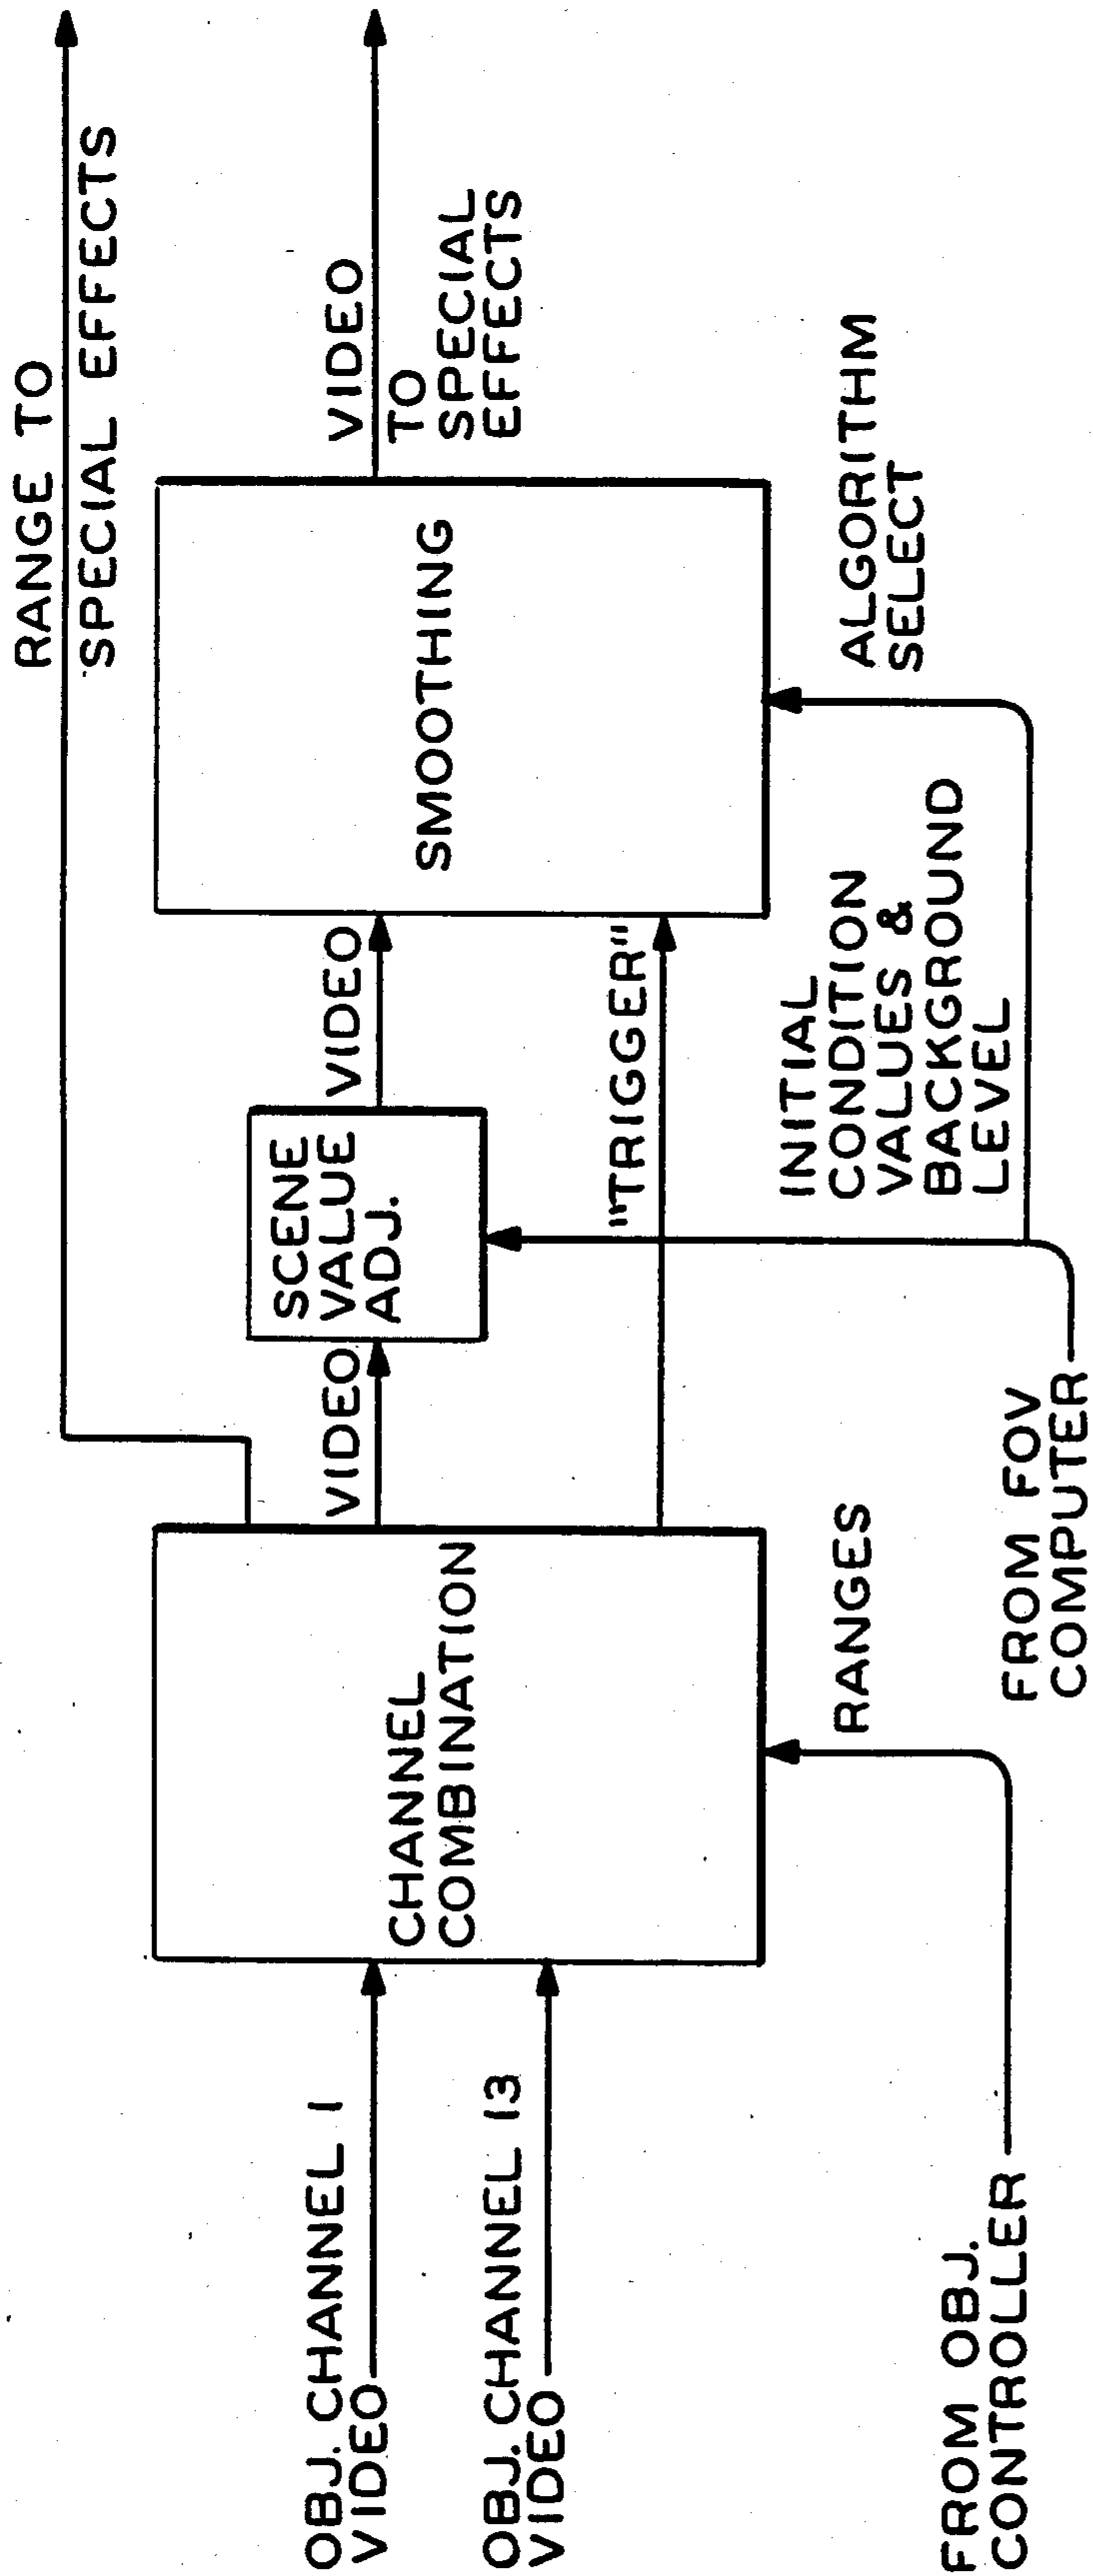 RANGE TO
SPECIAL EFFECTS
OBJ. CHANNEL 1
VIDEO
OBJ. CHANNEL 13
VIDEO
CHANNEL
COMBINATION
VIDEO
SCENE
VALUE
ADJ.
VIDEO
"TRIGGER"
SMOOTHING
VIDEO
TO
SPECIAL
EFFECTS
FROM OBJ.
CONTROLLER
RANGES
FROM FOV
COMPUTER
INITIAL
CONDITION
VALUES &
BACKGROUND
LEVEL
ALGORITHM
SELECT